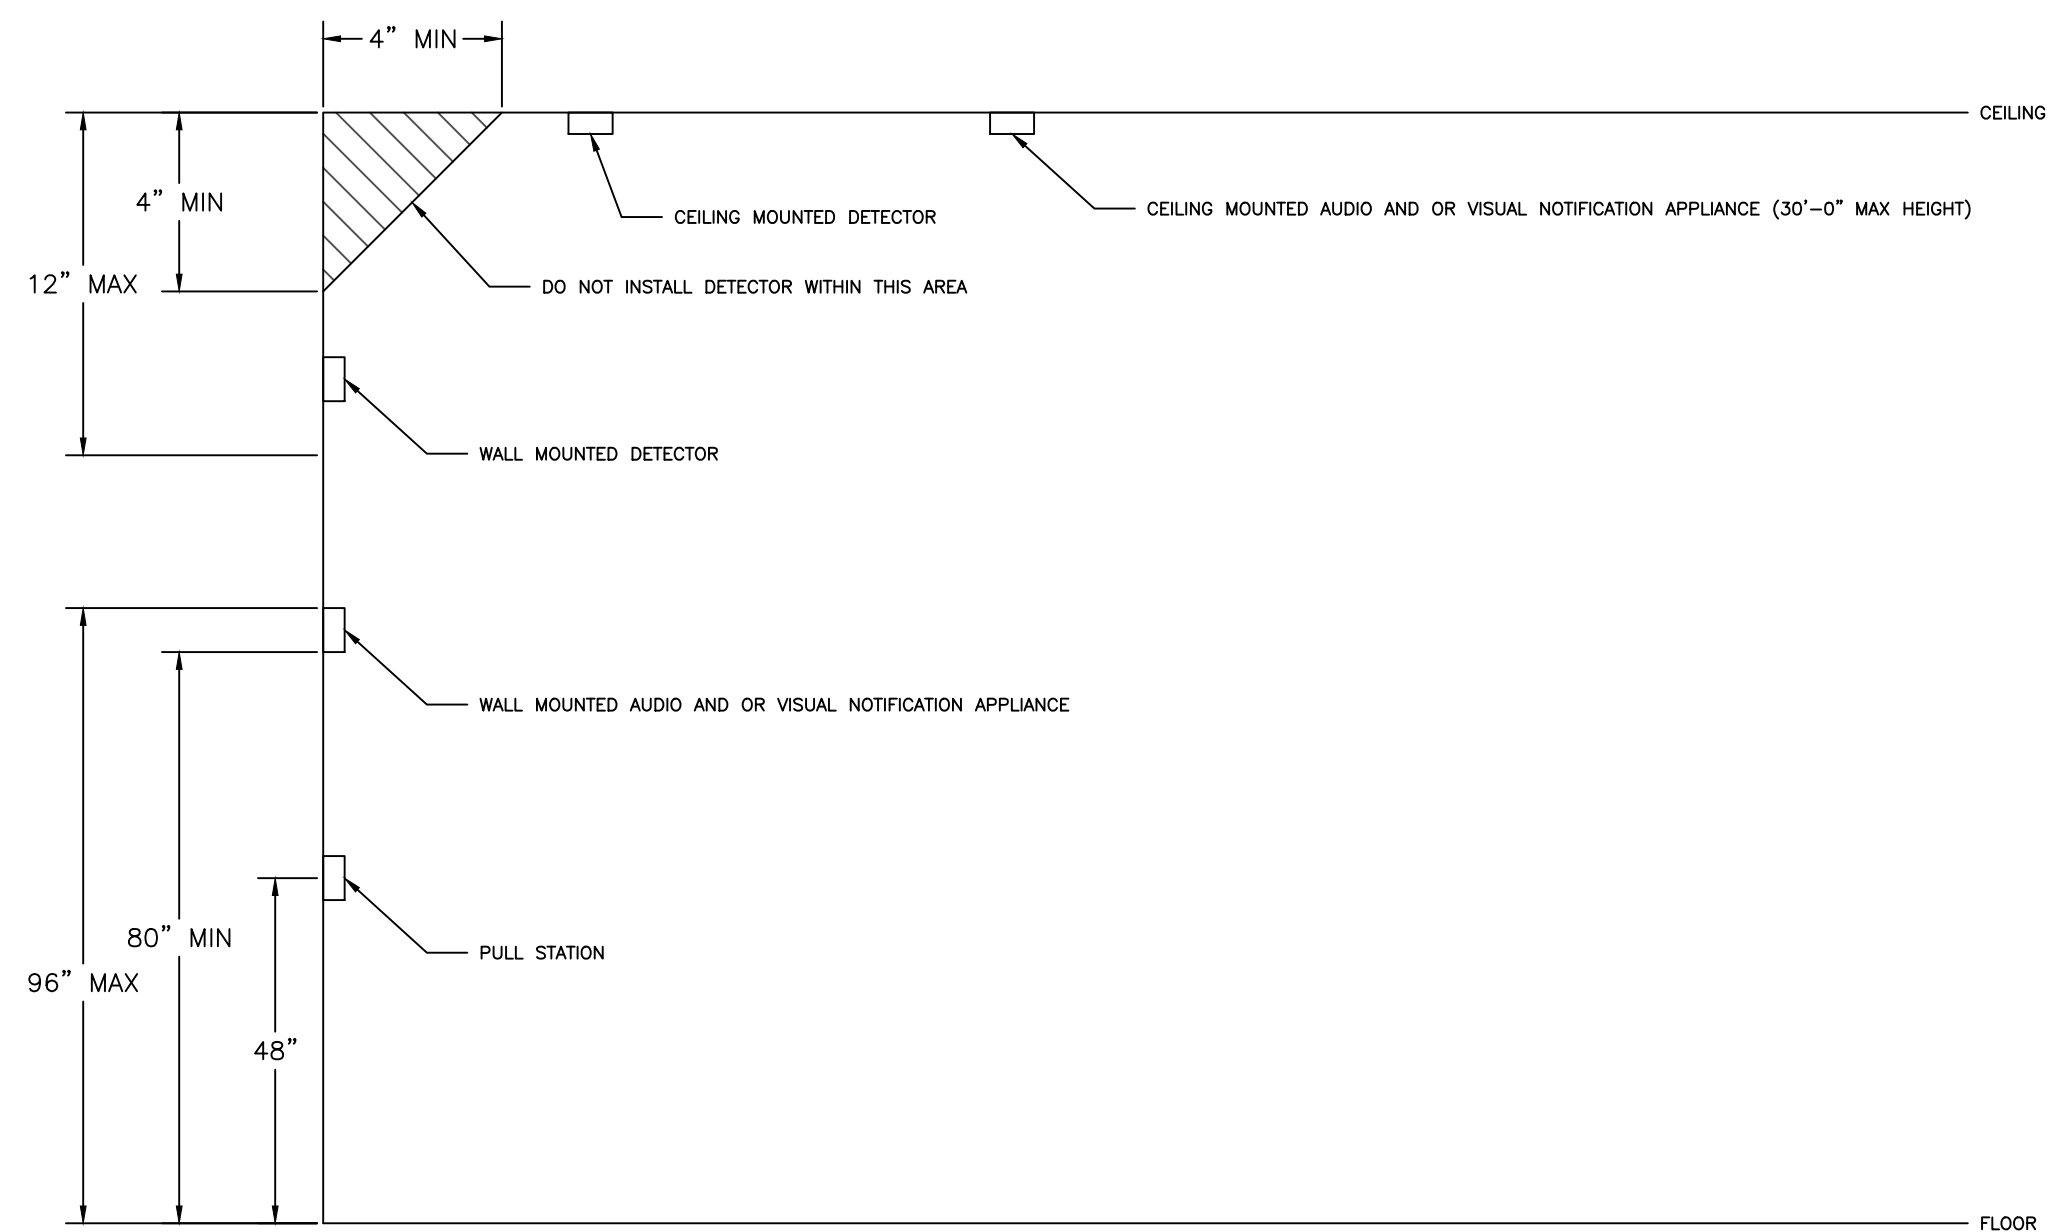 4” MIN
CEILING
4” MIN
CEILING MOUNTED AUDIO AND OR VISUAL NOTIFICATION APPLIANCE (30'-0” MAX HEIGHT)
CEILING MOUNTED DETECTOR
12” MAX
DO NOT INSTALL DETECTOR WITHIN THIS AREA
WALL MOUNTED DETECTOR
WALL MOUNTED AUDIO AND OR VISUAL NOTIFICATION APPLIANCE
80” MIN
PULL STATION
96” MAX
48”
FLOOR